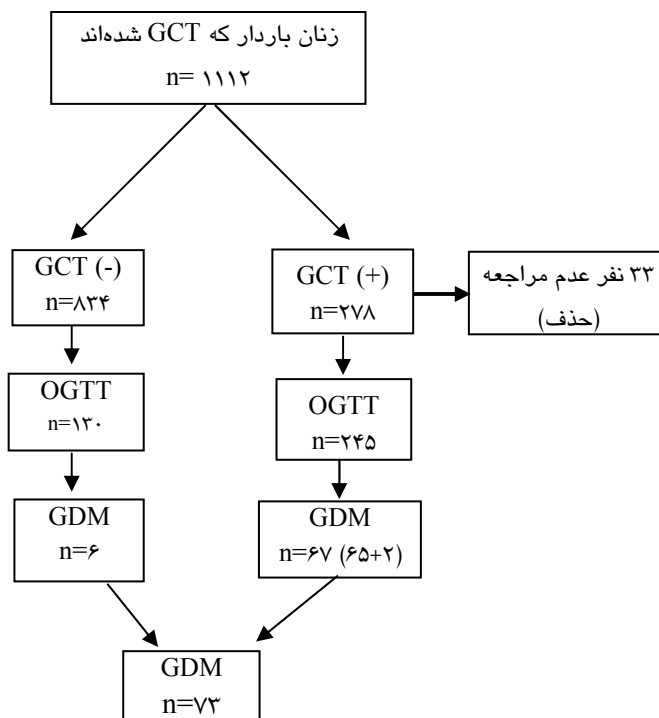 زنان باردار که GCT شده‌اند
n= ۱۱۱۲
GCT (-)
n=۸۳۴
GCT (+)
n=۲۷۸
۳۳ نفر عدم مراجعه
(حذف)
OGTT
n=۱۳۰
OGTT
n=۲۴۵
GDM
n=۶
GDM
n=۶۷ (۶۵+۲)
GDM
n=۷۳